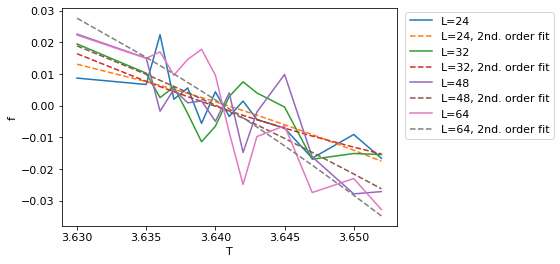 0.03
0.02
0.01
0.00
−0.01
−0.02
−0.03
f
3.630
3.635
3.640
3.645
3.650
T
L=24
L=24, 2nd. order fit
L=32
L=32, 2nd. order fit
L=48
L=48, 2nd. order fit
L=64
L=64, 2nd. order fit